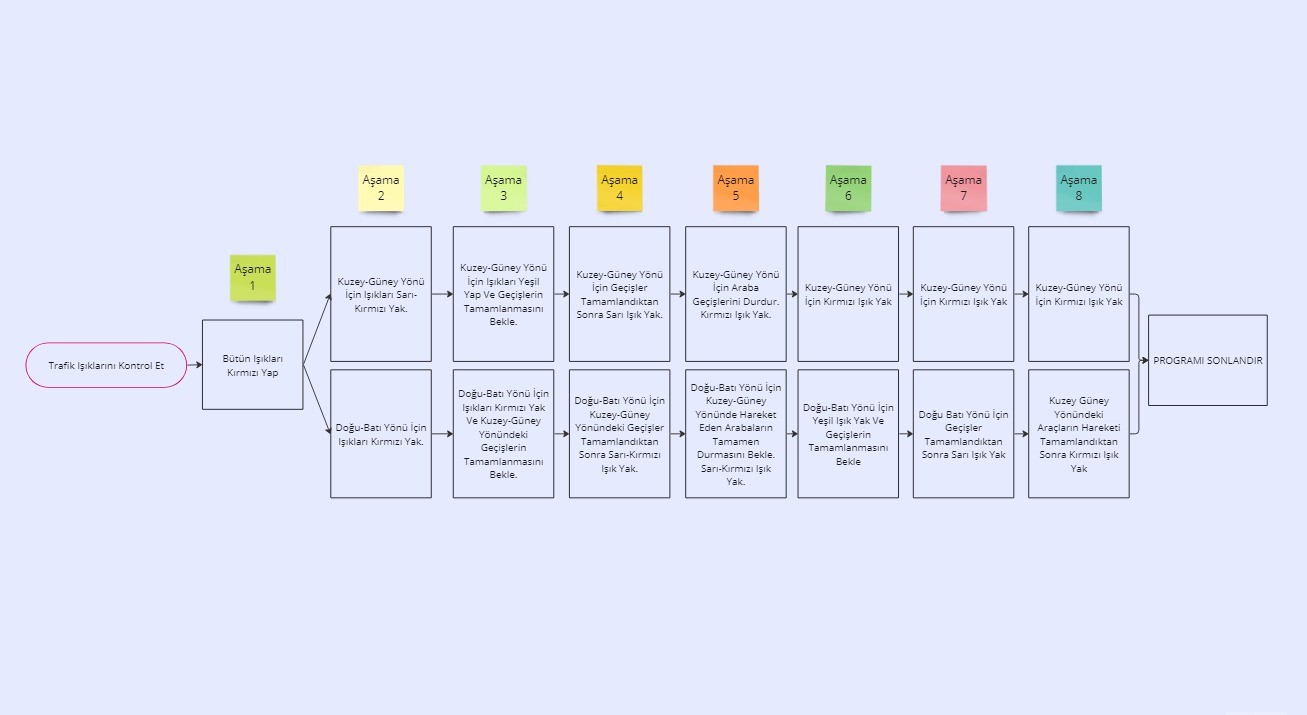 Trafik Işıklarını Kontrol Et
Aşama
1
Bütün Işıkları
Kırmızı Yap
Aşama
2
Kuzey-Güney Yönü
İçin Işıkları Sarı-
Kırmızı Yak.
Doğu-Batı Yönü İçin
Işıkları Kırmızı Yak.
Aşama
3
Kuzey-Güney Yönü
İçin Işıkları Yeşil
Yap Ve Geçişlerin
Tamamlanmasını
Bekle.
Doğu-Batı Yönü İçin
Işıkları Kırmızı Yak
Ve Kuzey-Güney
Yönündeki
Geçişlerin
Tamamlanmasını
Bekle.
Aşama
4
Kuzey-Güney Yönü
İçin Geçişler
Tamamlandıktan
Sonra Sarı Işık Yak.
Doğu-Batı Yönü İçin
Kuzey-Güney
Yönündeki Geçişler
Tamamlandıktan
Sonra Sarı-Kırmızı
Işık Yak.
Aşama
5
Kuzey-Güney Yönü
İçin Araba
Geçişlerini Durdur.
Kırmızı Işık Yak.
Doğu-Batı Yönü İçin
Kuzey-Güney
Yönünde Hareket
Eden Arabaların
Tamamen
Durmasını Bekle.
Sarı-Kırmızı Işık
Yak.
Aşama
6
Kuzey-Güney Yönü
İçin Kırmızı Işık Yak
Doğu-Batı Yönü İçin
Yeşil Işık Yak Ve
Geçişlerin
Tamamlanmasını
Bekle
Aşama
7
Kuzey-Güney Yönü
İçin Kırmızı Işık Yak
Doğu Batı Yönü İçin
Geçişler
Tamamlandıktan
Sonra Sarı Işık Yak
Aşama
8
Kuzey-Güney Yönü
İçin Kırmızı Işık Yak
Kuzey Güney
Yönündeki
Araçların Hareketi
Tamamlandıktan
Sonra Kırmızı Işık
Yak
PROGRAMI SONLANDIR